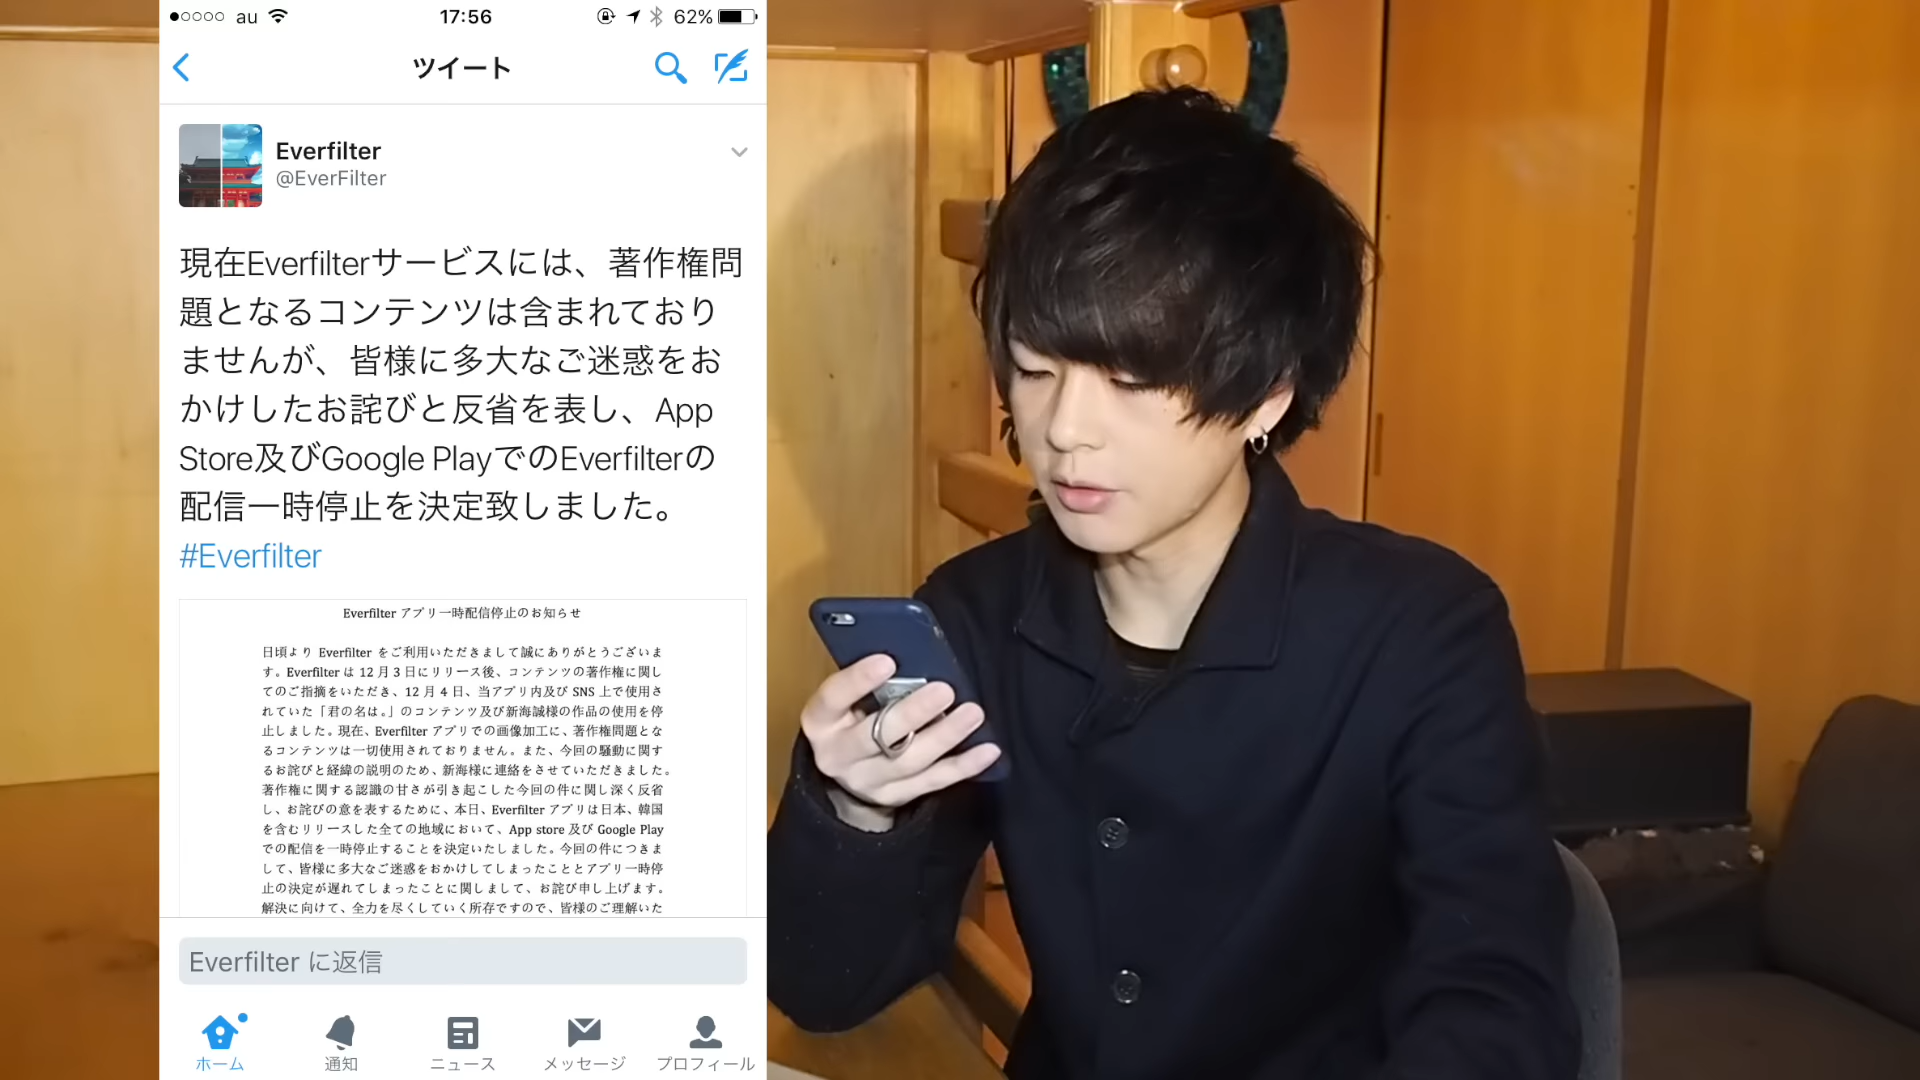 au 17:56 62%
ツイート
Everfilter
@EverFilter
現在Everfilterサービスには、著作権問
題となるコンテンツは含まれており
ませんが、皆様に多大なご迷惑をお
かけしたお詫びと反省を表し、App
Store及びGoogle PlayでのEverfilterの
配信一時停止を決定致しました。
#Everfilter
Everfilter アプリ一時配信停止のお知らせ
日頃より Everfilter をご利用いただきまして誠にありがとうございま
す。Everfilter は 12 月 3 日にリリース後、コンテンツの著作権に関し
てのご指摘をいただき、12 月 4 日、当アプリ内及び SNS 上で使用さ
れていた「君の名は。」のコンテンツ及び新海誠様の作品の使用を停
止しました。現在、Everfilter アプリでの画像加工に、著作権問題とな
るコンテンツは一切使用されておりません。また、今回の騒動に関す
るお詫びと経緯の説明のため、新海様に連絡をさせていただきました。
著作権に関する認識の甘さが引き起こした今回の件に関し深く反省
し、お詫びの意を表するために、本日、Everfilter アプリは日本、韓国
を含むリリースした全ての地域において、App store 及び Google Play
での配信を一時停止することを決定いたしました。今回の件につきま
して、皆様に多大なご迷惑をおかけしてしまったこととアプリ一時停
止の決定が遅れてしまったことに関しまして、お詫び申し上げます。
解決に向けて、全力を尽くしていく所存ですので、皆様のご理解いた
Everfilter に返信
ホーム 通知 ニュース メッセージ プロフィール